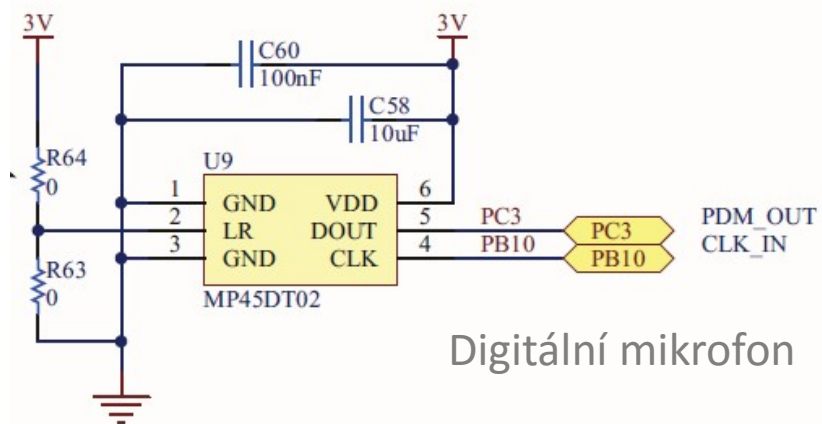 3V
3V
C60
100nF
C58
10uF
R64
0
U9
1
GND
VDD
6
2
LR
DOUT
5
PC3
PC3
PDM_OUT
3
GND
CLK
4
PB10
PB10
CLK_IN
R63
0
MP45DT02
Digitální mikrofon